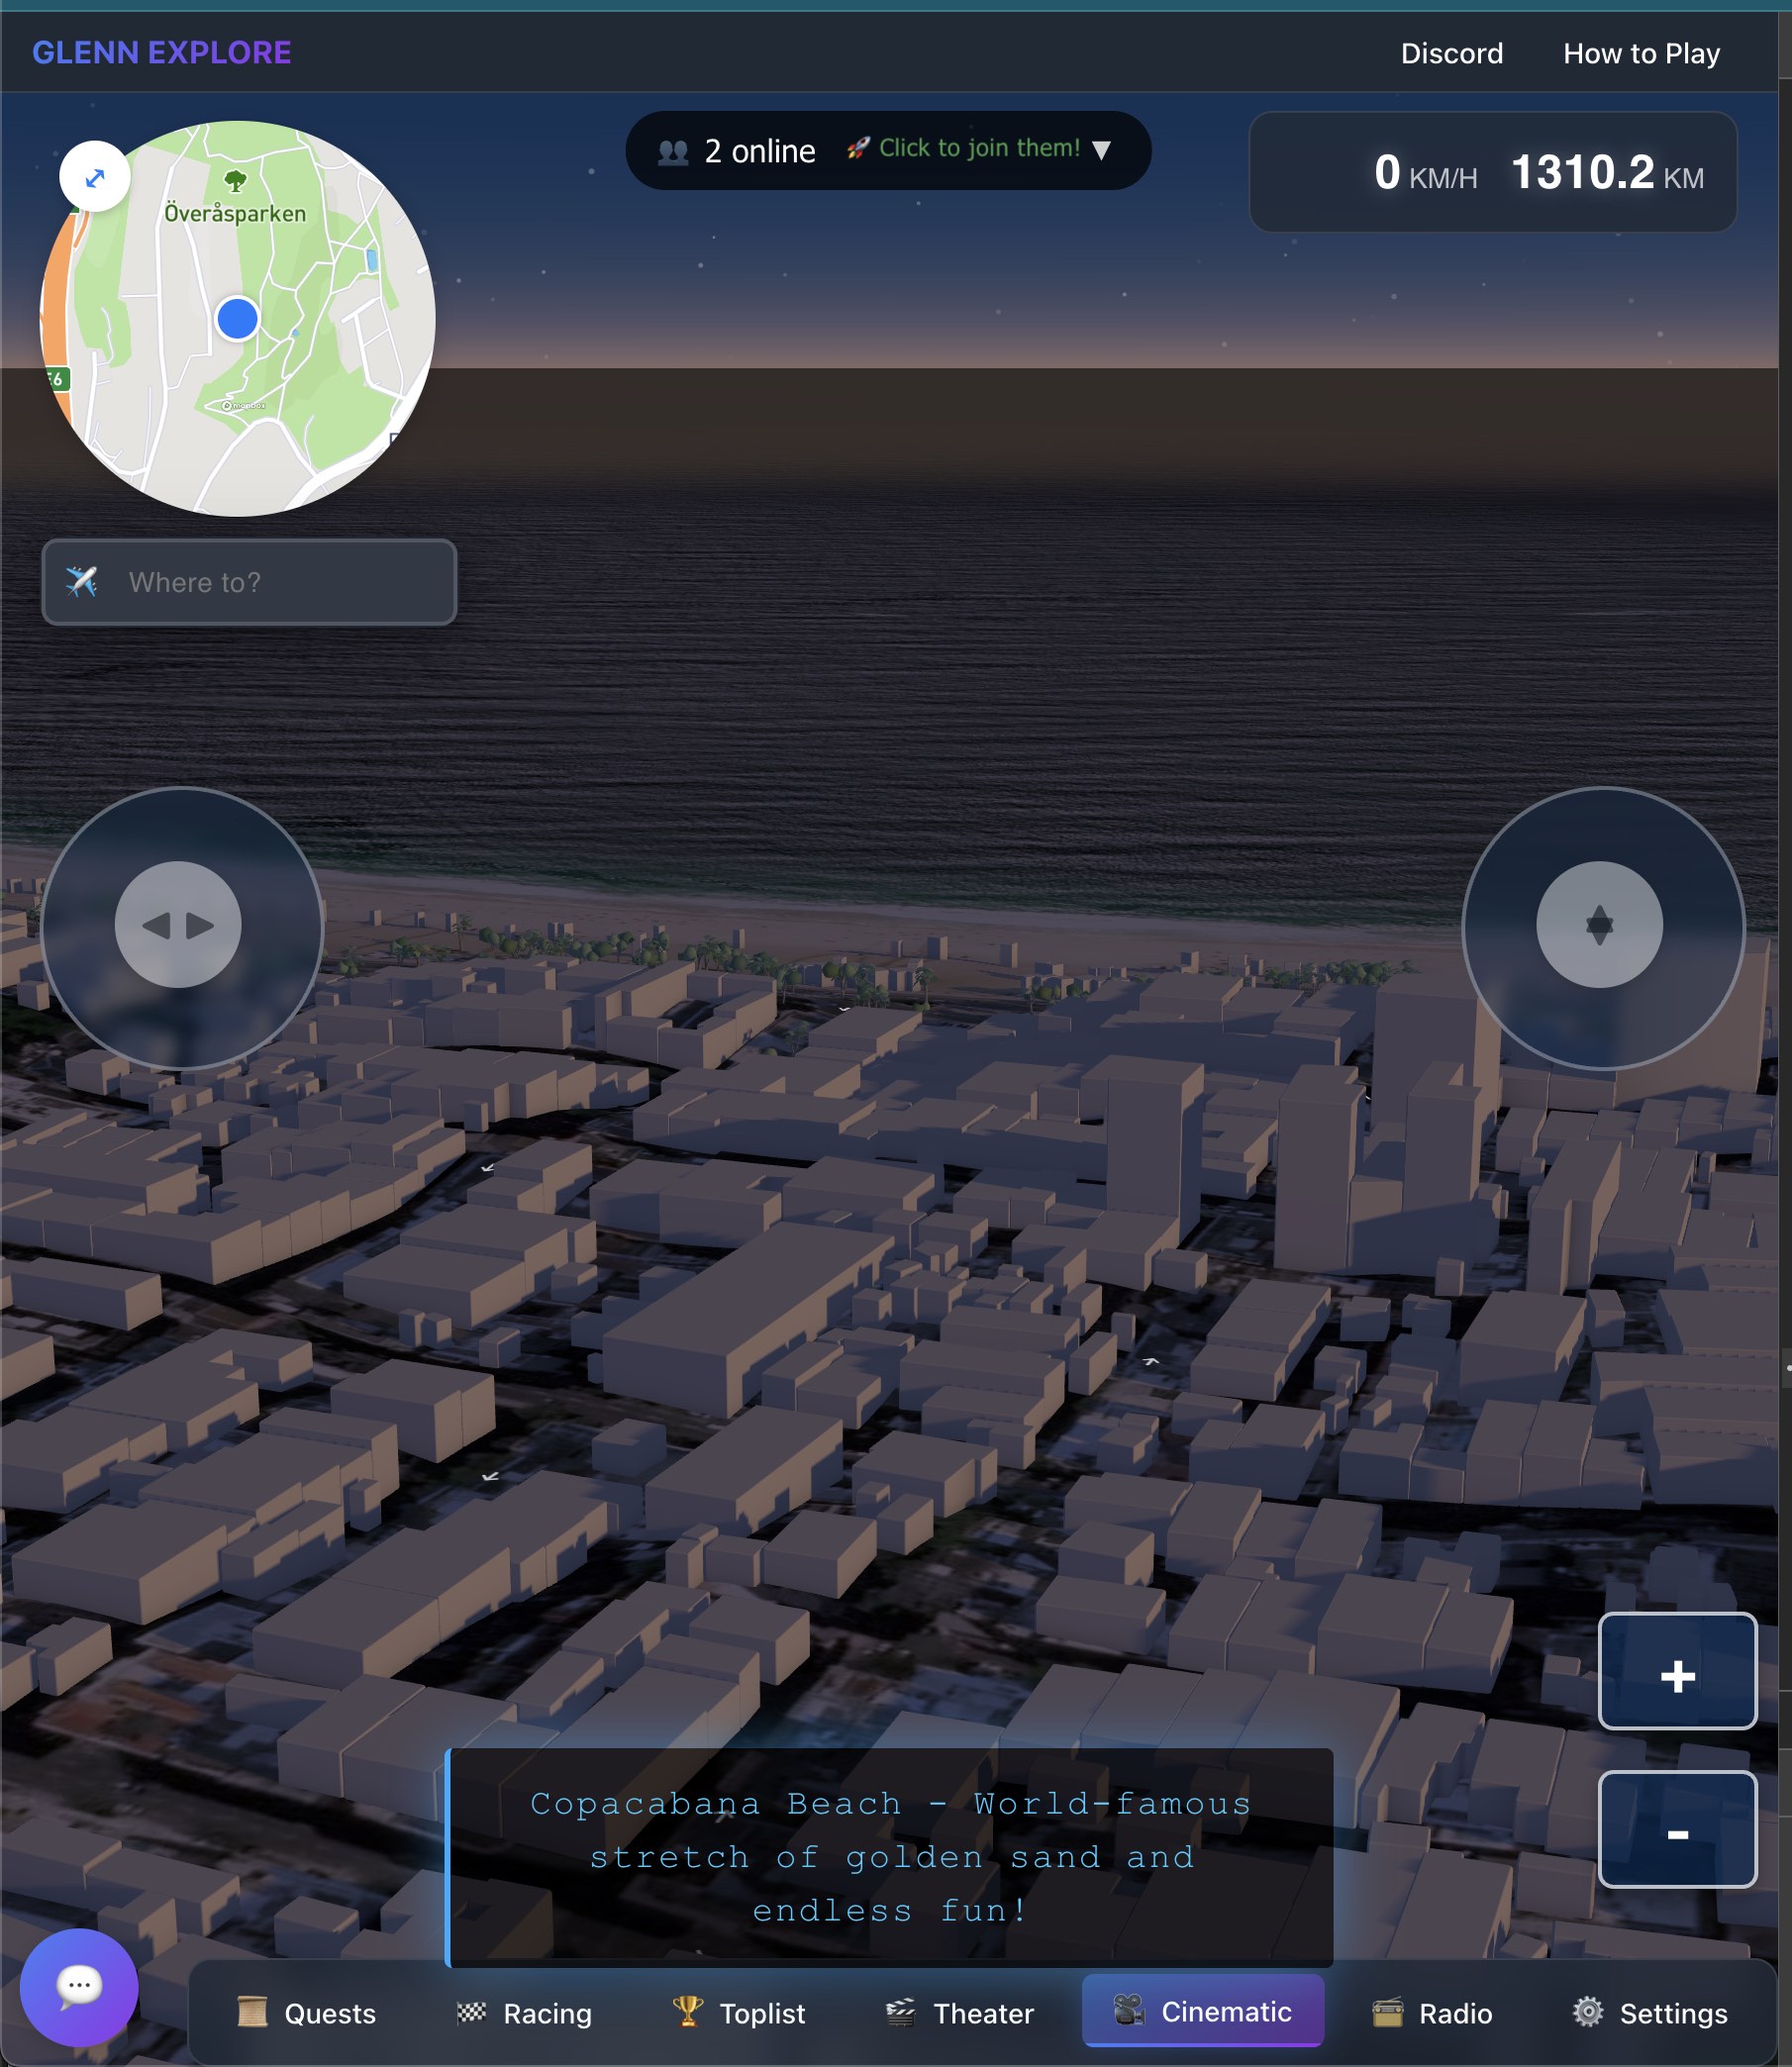 GLENN EXPLORE
Discord
How to Play
2 online
Click to join them!
0 KM/H 1310.2 KM
Överåsparken
E6
mapbox
Where to?
Copacabana Beach - World-famous
stretch of golden sand and
endless fun!
+
-
Quests
Racing
Toplist
Theater
Cinematic
Radio
Settings